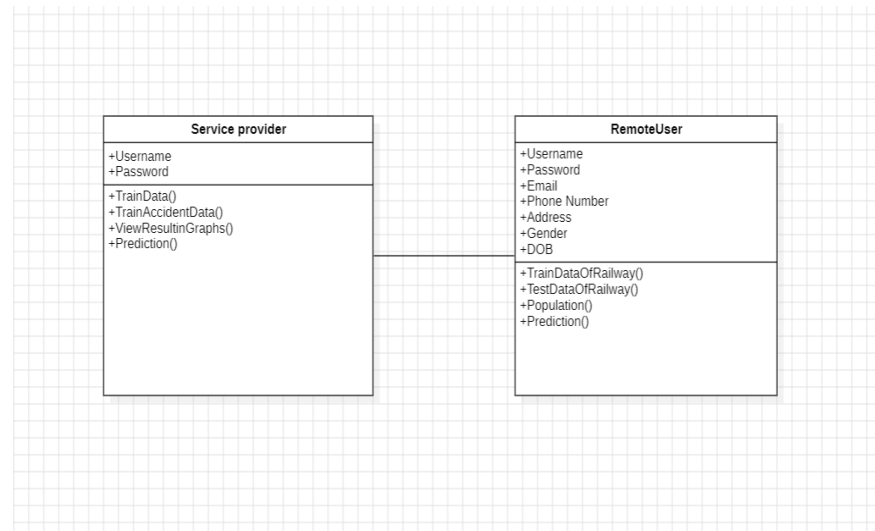 Service provider
+Username
+Password
+TrainData()
+TrainAccidentData()
+ViewResultinGraphs()
+Prediction()
RemoteUser
+Username
+Password
+Email
+Phone Number
+Address
+Gender
+DOB
+TrainDataOfRailway()
+TestDataOfRailway()
+Population()
+Prediction()